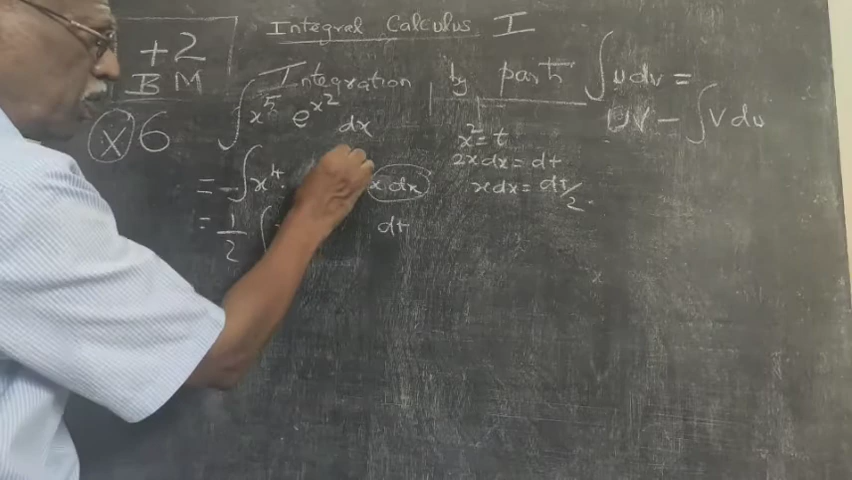 Integral Calculus I
+2
BM
Integration by parts ∫udv =
UV - ∫Vdu
(x) 6 ∫x⁵ e^x² dx
x² = t
2xdx = dt
= ∫x⁴. x dx
xdx = dt/2.
= 1/2 ∫ dt